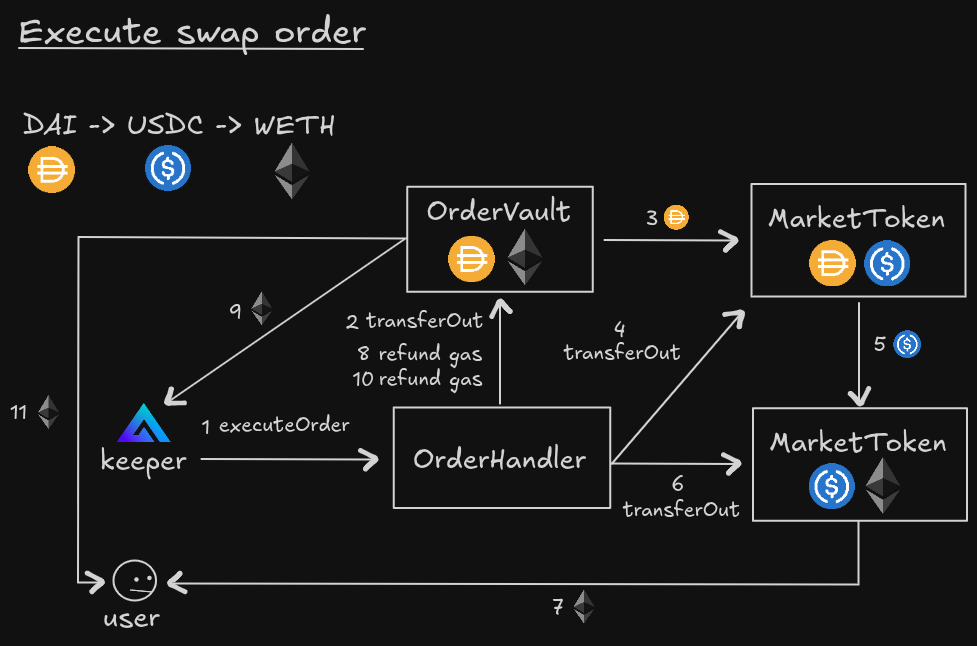 Execute swap order
DAI -> USDC -> WETH
OrderVault
3
MarketToken
9
2 transferOut
8 refund gas
10 refund gas
4
transferOut
5
11
1 executeOrder
keeper
OrderHandler
MarketToken
6
transferOut
7
user